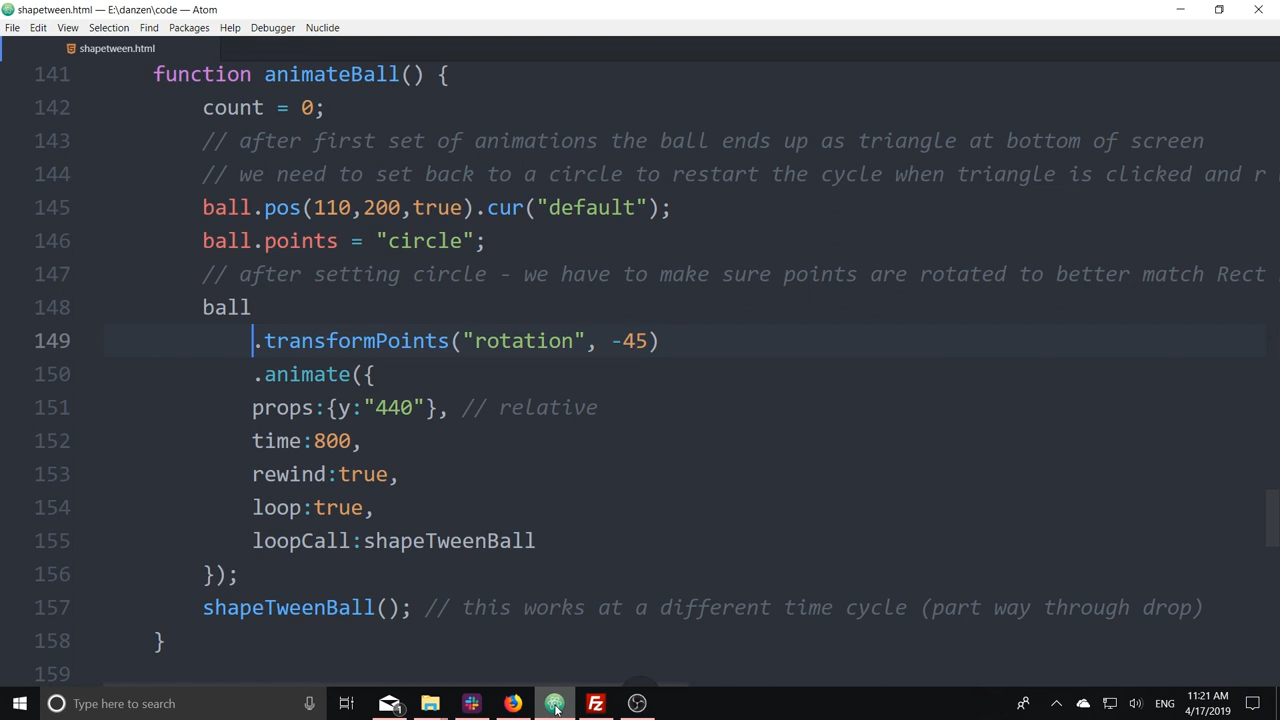 shapetween.html — E:\danzen\code — Atom
File Edit View Selection Find Packages Help Debugger Nuclide
shapetween.html
141 function animateBall() {
142 count = 0;
143 // after first set of animations the ball ends up as triangle at bottom of screen
144 // we need to set back to a circle to restart the cycle when triangle is clicked and r
145 ball.pos(110,200,true).cur("default");
146 ball.points = "circle";
147 // after setting circle - we have to make sure points are rotated to better match Rect
148 ball
149 .transformPoints("rotation", -45)
150 .animate({
151 props:{y:"440"}, // relative
152 time:800,
153 rewind:true,
154 loop:true,
155 loopCall:shapeTweenBall
156 });
157 shapeTweenBall(); // this works at a different time cycle (part way through drop)
158 }
159
Type here to search
1
ENG
11:21 AM
4/17/2019